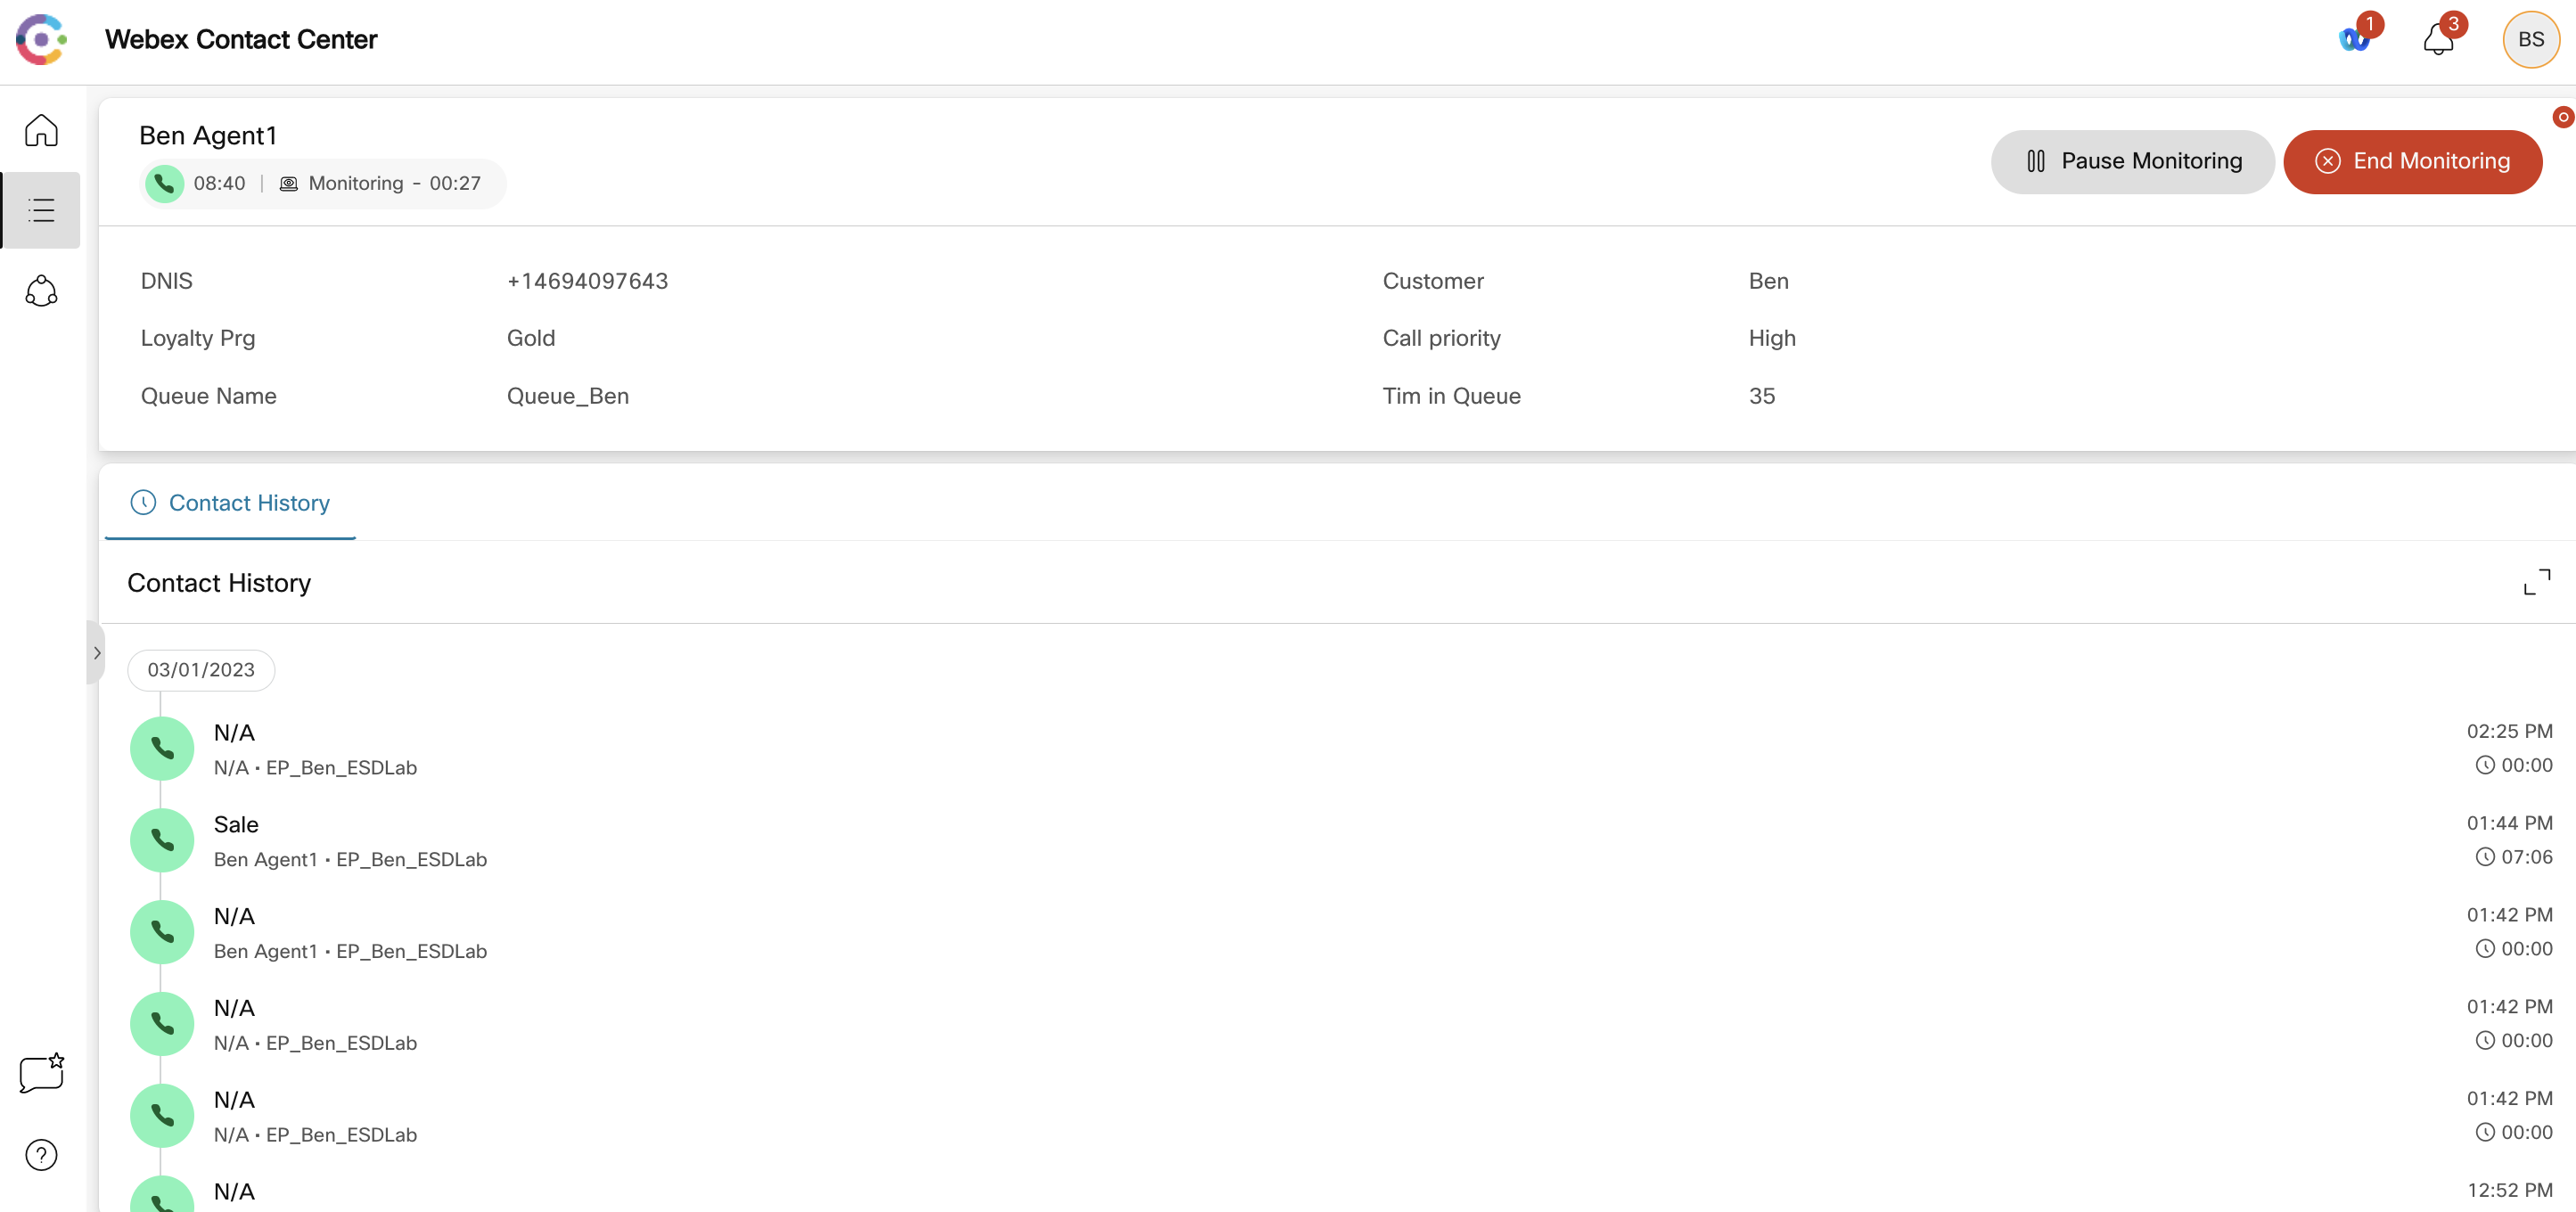 Webex Contact Center
1
3
BS
Ben Agent1
08:40 | Monitoring - 00:27
Pause Monitoring
End Monitoring
DNIS +14694097643 Customer Ben
Loyalty Prg Gold Call priority High
Queue Name Queue_Ben Tim in Queue 35
Contact History
Contact History
03/01/2023
N/A 02:25 PM
N/A • EP_Ben_ESDLab 00:00
Sale 01:44 PM
Ben Agent1 • EP_Ben_ESDLab 07:06
N/A 01:42 PM
Ben Agent1 • EP_Ben_ESDLab 00:00
N/A 01:42 PM
N/A • EP_Ben_ESDLab 00:00
N/A 01:42 PM
N/A • EP_Ben_ESDLab 00:00
N/A 12:52 PM